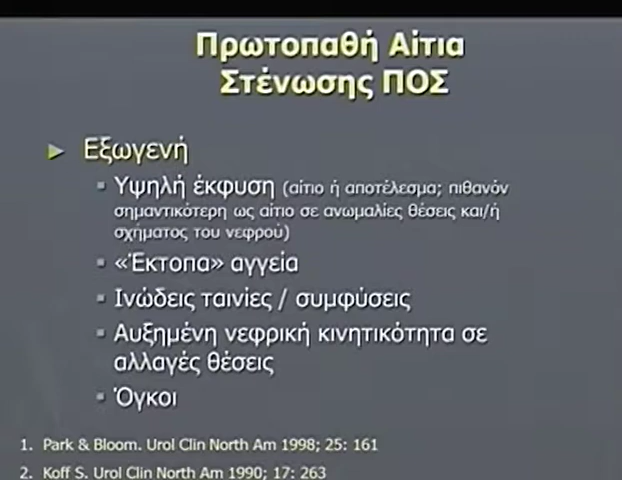 Πρωτοπαθή Αίτια
Στένωσης ΠΟΣ
► Εξωγενή
▪ Υψηλή έκφυση (αίτιο ή αποτέλεσμα; πιθανόν
σημαντικότερη ως αίτιο σε ανωμαλίες θέσεις και/ή
σχήματος του νεφρού)
▪ «Έκτοπα» αγγεία
▪ Ινώδεις ταινίες / συμφύσεις
▪ Αυξημένη νεφρική κινητικότητα σε
αλλαγές θέσεις
▪ Όγκοι
1. Park & Bloom. Urol Clin North Am 1998; 25: 161
2. Koff S. Urol Clin North Am 1990; 17: 263